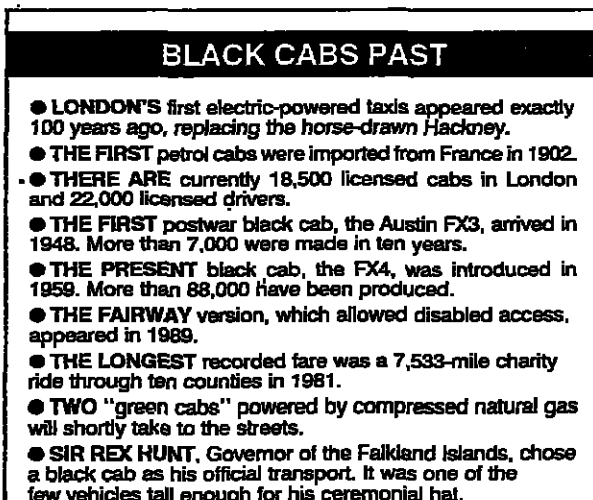 BLACK CABS PAST
● LONDON'S first electric-powered taxis appeared exactly
100 years ago, replacing the horse-drawn Hackney.
● THE FIRST petrol cabs were imported from France in 1902.
● THERE ARE currently 18,500 licensed cabs in London
and 22,000 licensed drivers.
● THE FIRST postwar black cab, the Austin FX3, arrived in
1948. More than 7,000 were made in ten years.
● THE PRESENT black cab, the FX4, was introduced in
1959. More than 88,000 have been produced.
● THE FAIRWAY version, which allowed disabled access,
appeared in 1989.
● THE LONGEST recorded fare was a 7,533-mile charity
ride through ten counties in 1981.
● TWO "green cabs" powered by compressed natural gas
will shortly take to the streets.
● SIR REX HUNT, Governor of the Falkland Islands, chose
a black cab as his official transport. It was one of the
few vehicles tall enough for his ceremonial hat.